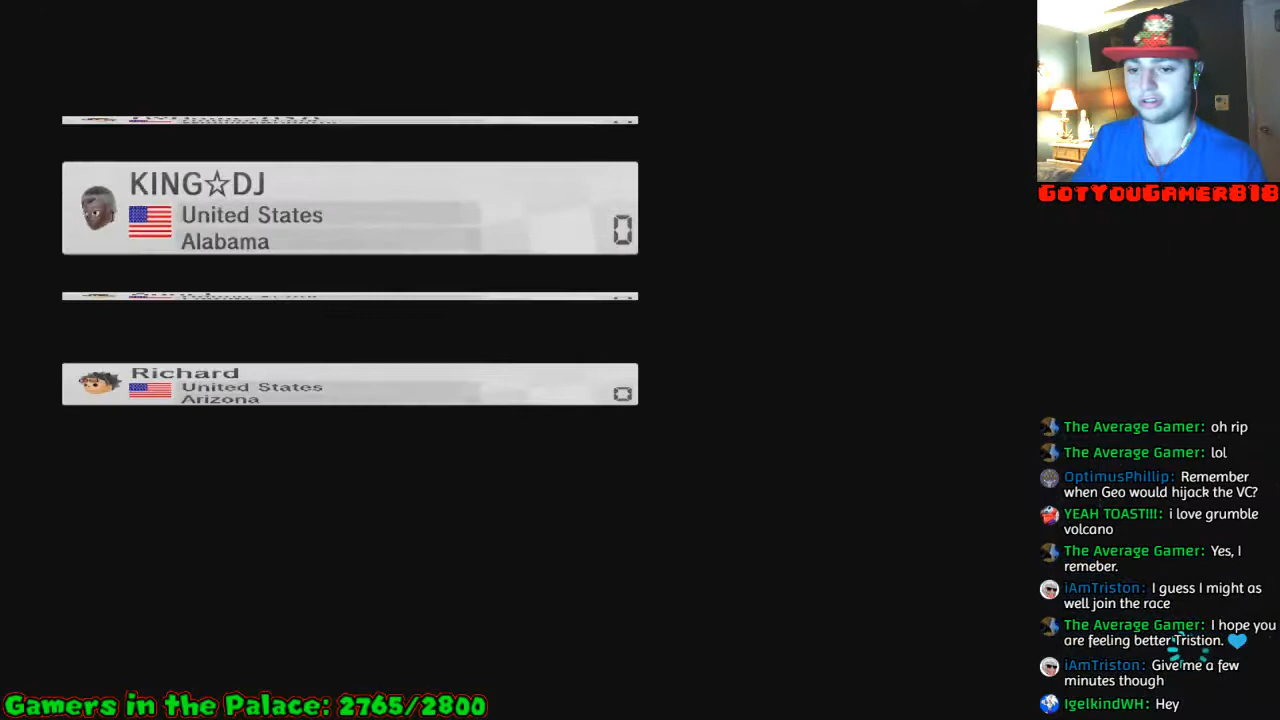 KING☆DJ
United States
Alabama
0
Richard
United States
Arizona
0
GotYouGamer818
The Average Gamer: oh rip
The Average Gamer: lol
OptimusPhillip: Remember
when Geo would hijack the VC?
YEAH TOAST!!!: i love grumble
volcano
The Average Gamer: Yes, I
remeber.
iAmTriston: I guess I might as
well join the race
The Average Gamer: I hope you
are feeling better Tristion.
iAmTriston: Give me a few
minutes though
IgelkindWH: Hey
Gamers in the Palace: 2765/2800